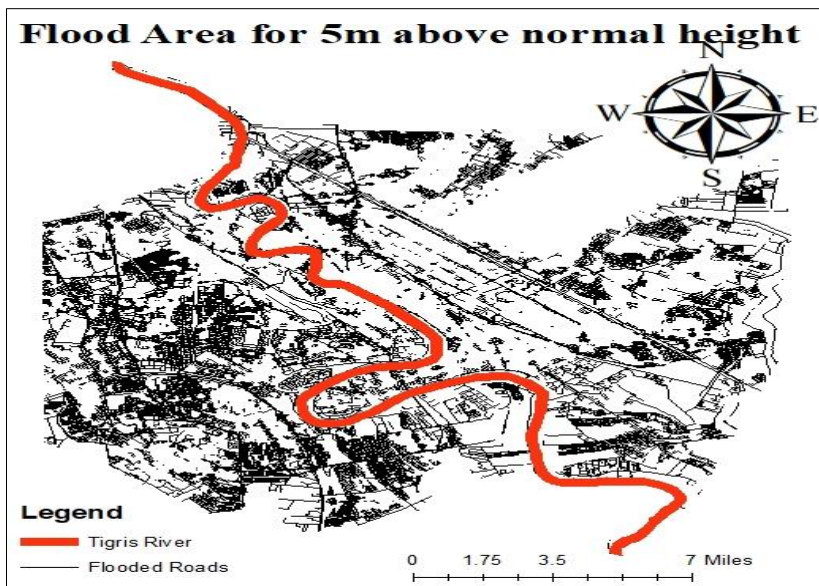 Flood Area for 5m above normal height
N
W E
S
Legend
Tigris River
Flooded Roads
0 1.75 3.5 7 Miles